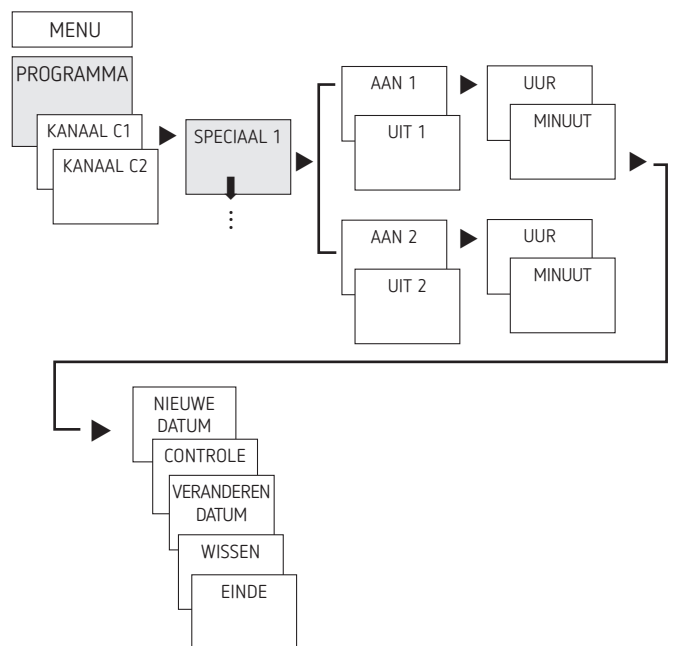 MENU
PROGRAMMA
KANAAL C1
KANAAL C2
SPECIAAL 1
AAN 1
UIT 1
UUR
MINUUT
AAN 2
UIT 2
UUR
MINUUT
NIEUWE
DATUM
CONTROLE
VERANDEREN
DATUM
WISSEN
EINDE